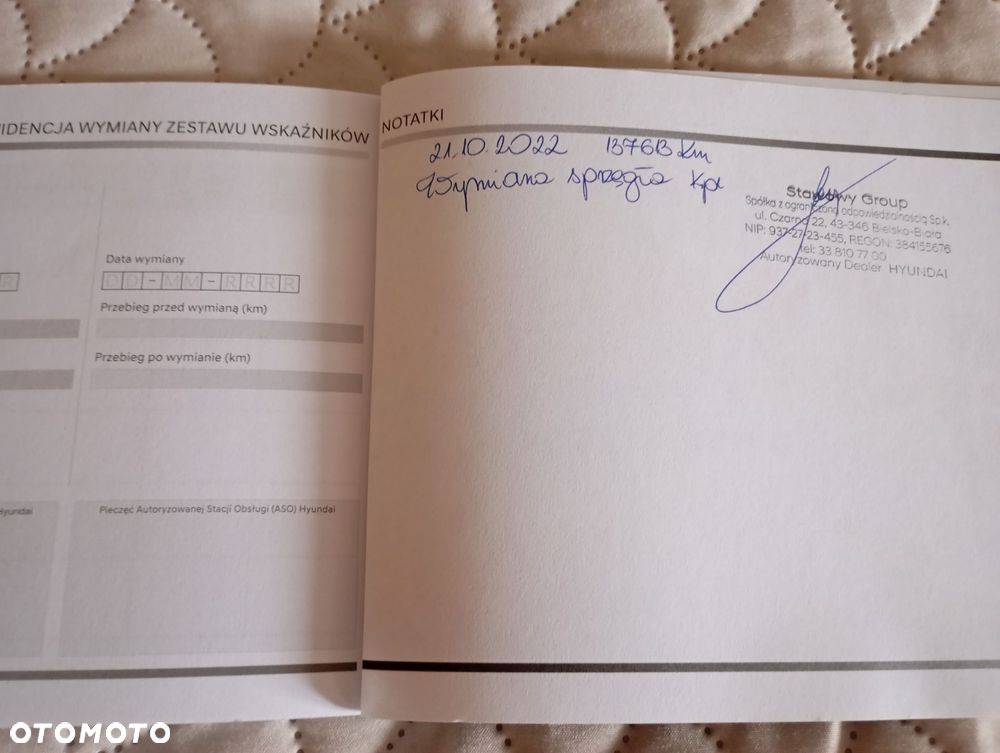 IDENCJA WYMIANY ZESTAWU WSKAŹNIKÓW
R
Data wymiany
DD-MM-RRRR
Przebieg przed wymianą (km)
Przebieg po wymianie (km)
Hyundai
Pieczęć Autoryzowanej Stacji Obsługi (ASO) Hyundai
NOTATKI
21.10.2022 137613 km
Wymiana sprzęgła kpl
Stawowy Group
Spółka z ograniczoną odpowiedzialnością Sp.k.
ul. Czarna 22, 43-346 Bielsko-Biała
NIP: 937-27-23-455, REGON: 384155676
tel: 33 810 77 00
Autoryzowany Dealer HYUNDAI
OTOMOTO